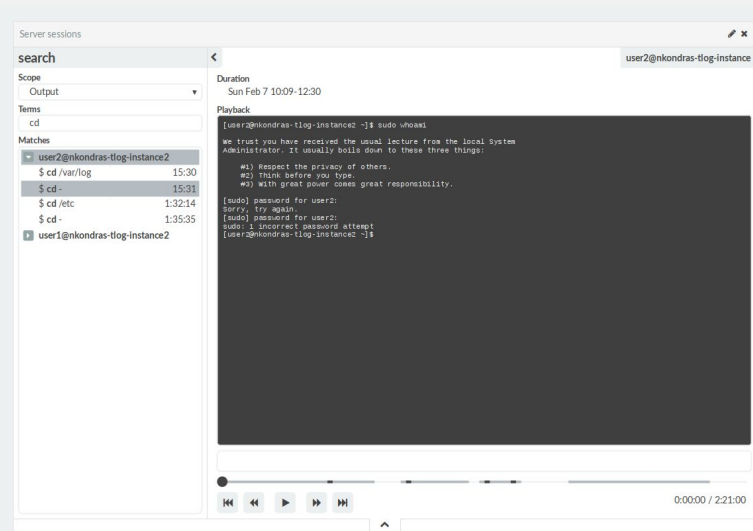 Server sessions
search
user2@nkondras-tlog-instance
Scope
Output
Terms
cd
Matches
user2@nkondras-tlog-instance2
$ cd /var/log 15:30
$ cd - 15:31
$ cd /etc 1:32:14
$ cd - 1:35:35
user1@nkondras-tlog-instance2
Duration
Sun Feb 7 10:09-12:30
Playback
[user2@nkondras-tlog-instance2 ~]$ sudo whoami
We trust you have received the usual lecture from the local System
Administrator. It usually boils down to these three things:
#1) Respect the privacy of others.
#2) Think before you type.
#3) With great power comes great responsibility.
[sudo] password for user2:
Sorry, try again.
[sudo] password for user2:
sudo: 1 incorrect password attempt
[user2@nkondras-tlog-instance2 ~]$
0:00:00 / 2:21:00